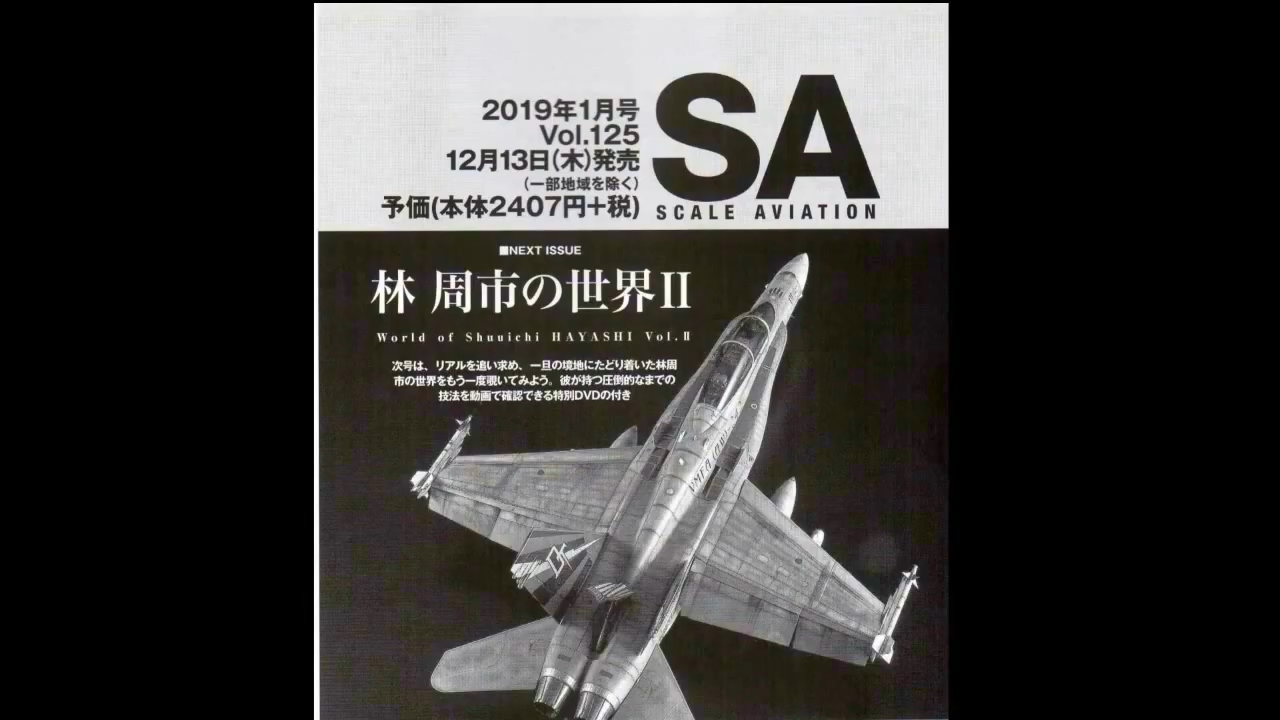 2019年1月号
Vol.125
12月13日(木)発売
(一部地域を除く)
予価(本体2407円+税)
SA
SCALE AVIATION
■NEXT ISSUE
林 周市の世界II
World of Shuuichi HAYASHI Vol.II
次号は、リアルを追い求め、一旦の境地にたどり着いた林周
市の世界をもう一度覗いてみよう。彼が持つ圧倒的なまでの
技法を動画で確認できる特別DVDの付き